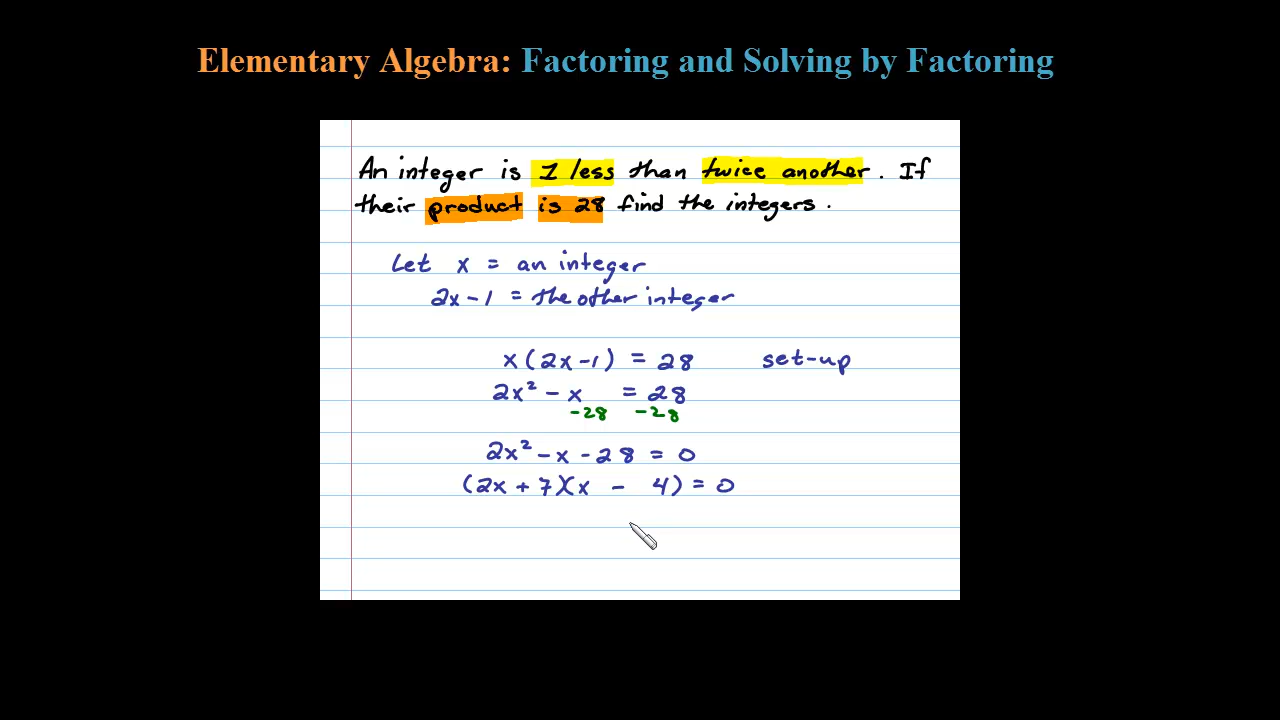 Elementary Algebra: Factoring and Solving by Factoring
An integer is 1 less than twice another. If
their product is 28 find the integers.
Let x = an integer
2x - 1 = the other integer
x(2x-1) = 28 set-up
2x² - x = 28
-28 -28
2x² - x - 28 = 0
(2x + 7)(x - 4) = 0